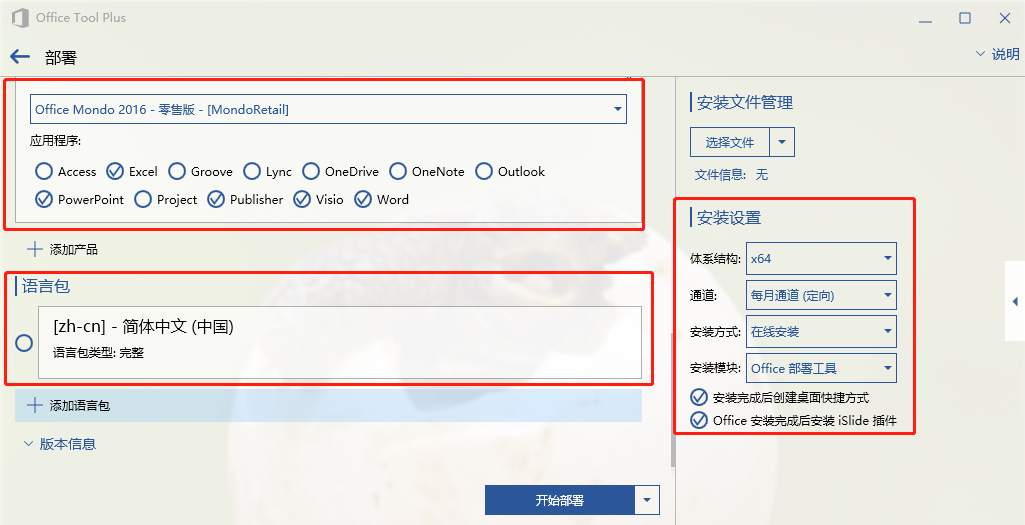 Office Tool Plus
部署
说明
Office Mondo 2016 - 零售版 - [MondoRetail]
应用程序:
Access Excel Groove Lync OneDrive OneNote Outlook
PowerPoint Project Publisher Visio Word
添加产品
语言包
[zh-cn] - 简体中文 (中国)
语言包类型: 完整
添加语言包
版本信息
开始部署
安装文件管理
选择文件
文件信息: 无
安装设置
体系结构: x64
通道: 每月通道 (定向)
安装方式: 在线安装
安装模块: Office 部署工具
安装完成后创建桌面快捷方式
Office 安装完成后安装 iSlide 插件